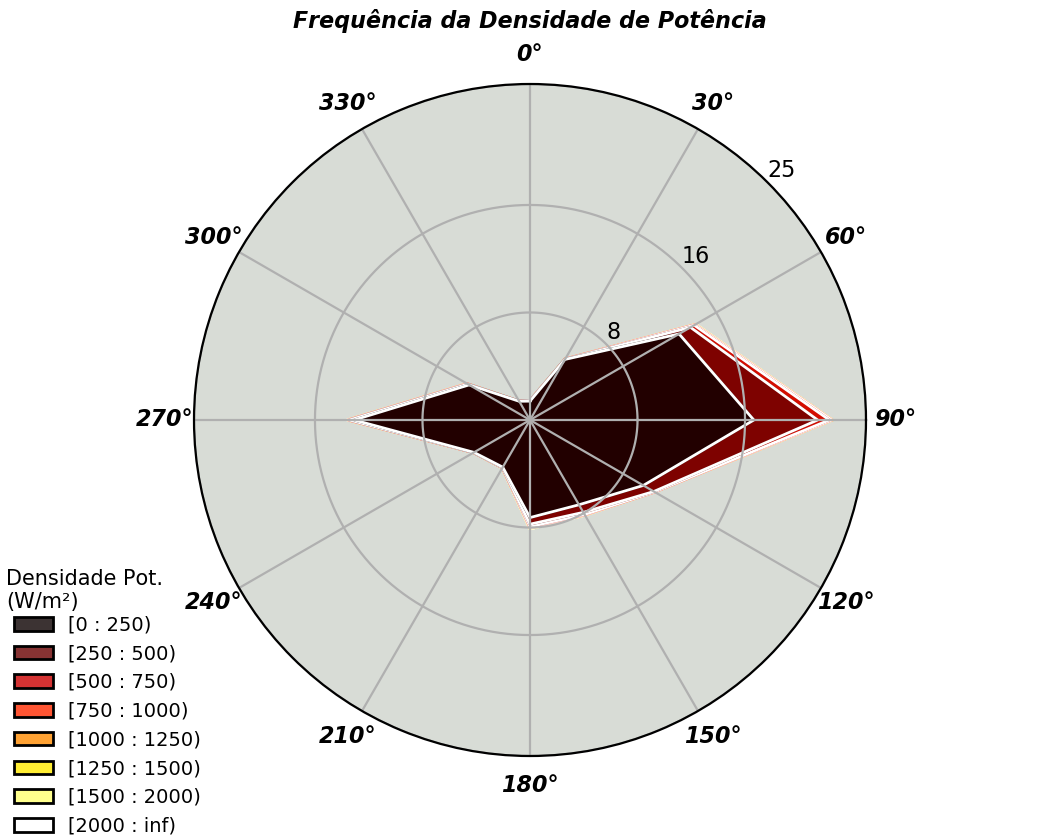 Frequência da Densidade de Potência
0°
330°
30°
25
300°
60°
16
8
270°
90°
240°
120°
210°
150°
180°
Densidade Pot.
(W/m²)
[0 : 250)
[250 : 500)
[500 : 750)
[750 : 1000)
[1000 : 1250)
[1250 : 1500)
[1500 : 2000)
[2000 : inf)